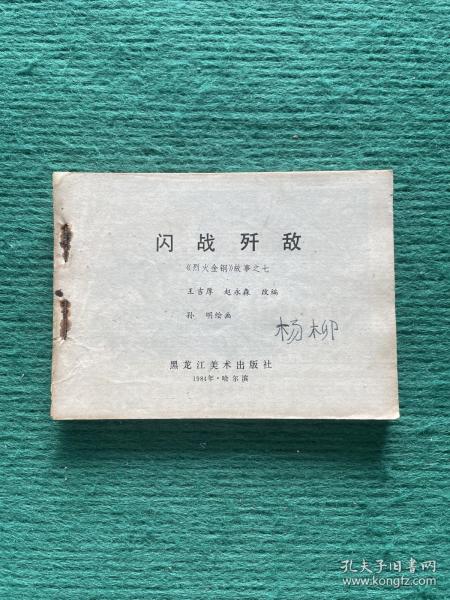 闪战歼敌
《烈火金钢》故事之七
王吉厚 赵永森 改编
孙 明绘画
杨柳
黑龙江美术出版社
1984年·哈尔滨
孔夫子旧书网
www.kongfz.com